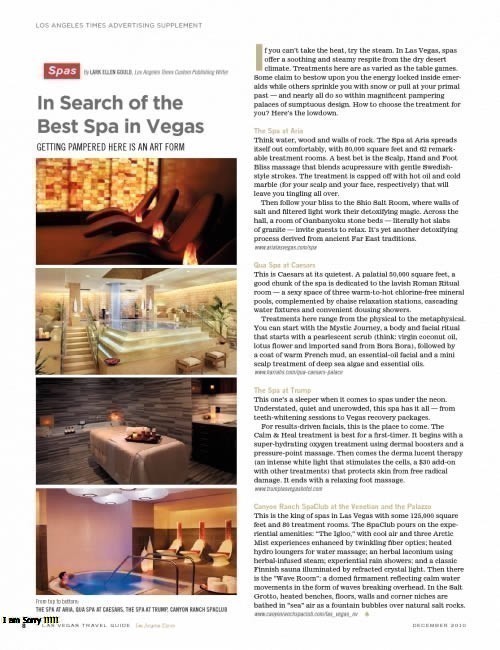 LOS ANGELES TIMES ADVERTISING SUPPLEMENT
Spas
By LARK ELLEN GOULD, Los Angeles Times Custom Publishing Writer
In Search of the
Best Spa in Vegas
GETTING PAMPERED HERE IS AN ART FORM
From top to bottom:
THE SPA AT ARIA, QUA SPA AT CAESARS, THE SPA AT TRUMP, CANYON RANCH SPACLUB
If you can't take the heat, try the steam. In Las Vegas, spas
offer a soothing and steamy respite from the dry desert
climate. Treatments here are as varied as the table games.
Some claim to bestow upon you the energy locked inside emer-
alds while others sprinkle you with snow or pull at your primal
past — and nearly all do so within magnificent pampering
palaces of sumptuous design. How to choose the treatment for
you? Here's the lowdown.
The Spa at Aria
Think water, wood and walls of rock. The Spa at Aria spreads
itself out comfortably, with 80,000 square feet and 62 remark-
able treatment rooms. A best bet is the Scalp, Hand and Foot
Bliss massage that blends acupressure with gentle Swedish-
style strokes. The treatment is capped off with hot oil and cold
marble (for your scalp and your face, respectively) that will
leave you tingling all over.
Then follow your bliss to the Shio Salt Room, where walls of
salt and filtered light work their detoxifying magic. Across the
hall, a room of Ganbanyoku stone beds — literally hot slabs
of granite — invite guests to relax. It's yet another detoxifying
process derived from ancient Far East traditions.
www.arialasvegas.com/spa
Qua Spa at Caesars
This is Caesars at its quietest. A palatial 50,000 square feet, a
good chunk of the spa is dedicated to the lavish Roman Ritual
room — a sexy space of three warm-to-hot chlorine-free mineral
pools, complemented by chaise relaxation stations, cascading
water fixtures and convenient dousing showers.
Treatments here range from the physical to the metaphysical.
You can start with the Mystic Journey, a body and facial ritual
that starts with a pearlescent scrub (think: virgin coconut oil,
lotus flower and imported sand from Bora Bora), followed by
a coat of warm French mud, an essential-oil facial and a mini
scalp treatment of deep sea algae and essential oils.
www.harrahs.com/qua-caesars-palace
The Spa at Trump
This one's a sleeper when it comes to spas under the neon.
Understated, quiet and uncrowded, this spa has it all — from
teeth-whitening sessions to Vegas recovery packages.
For results-driven facials, this is the place to come. The
Calm & Heal treatment is best for a first-timer. It begins with a
super-hydrating oxygen treatment using dermal boosters and a
pressure-point massage. Then comes the derma lucent therapy
(an intense white light that stimulates the cells, a $30 add-on
with other treatments) that protects skin from free radical
damage. It ends with a relaxing foot massage.
www.trumplasvegashotel.com
Canyon Ranch SpaClub at the Venetian and the Palazzo
This is the king of spas in Las Vegas with some 125,000 square
feet and 86 treatment rooms. The SpaClub pours on the expe-
riential amenities: "The Igloo," with cool air and three Arctic
Mist experiences enhanced by twinkling fiber optics; heated
hydro loungers for water massage; an herbal laconium using
herbal-infused steam; experiential rain showers; and a classic
Finnish sauna illuminated by refracted crystal light. Then there
is the "Wave Room": a domed firmament reflecting calm water
movements in the form of waves breaking overhead. In the Salt
Grotto, heated benches, floors, walls and corner niches are
bathed in "sea" air as a fountain bubbles over natural salt rocks.
www.canyonranchspaclub.com/las_vegas_nv
I am Sorry !!!!!
8 LAS VEGAS TRAVEL GUIDE Los Angeles Times
DECEMBER 2010